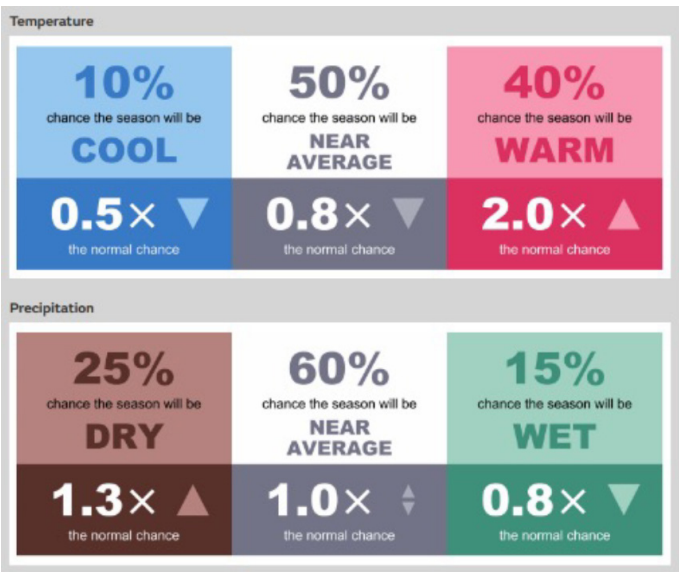 Temperature
10% 50% 40%
chance the season will be chance the season will be chance the season will be
COOL NEAR AVERAGE WARM
0.5× 0.8× 2.0×
the normal chance the normal chance the normal chance
Precipitation
25% 60% 15%
chance the season will be chance the season will be chance the season will be
DRY NEAR AVERAGE WET
1.3× 1.0× 0.8×
the normal chance the normal chance the normal chance